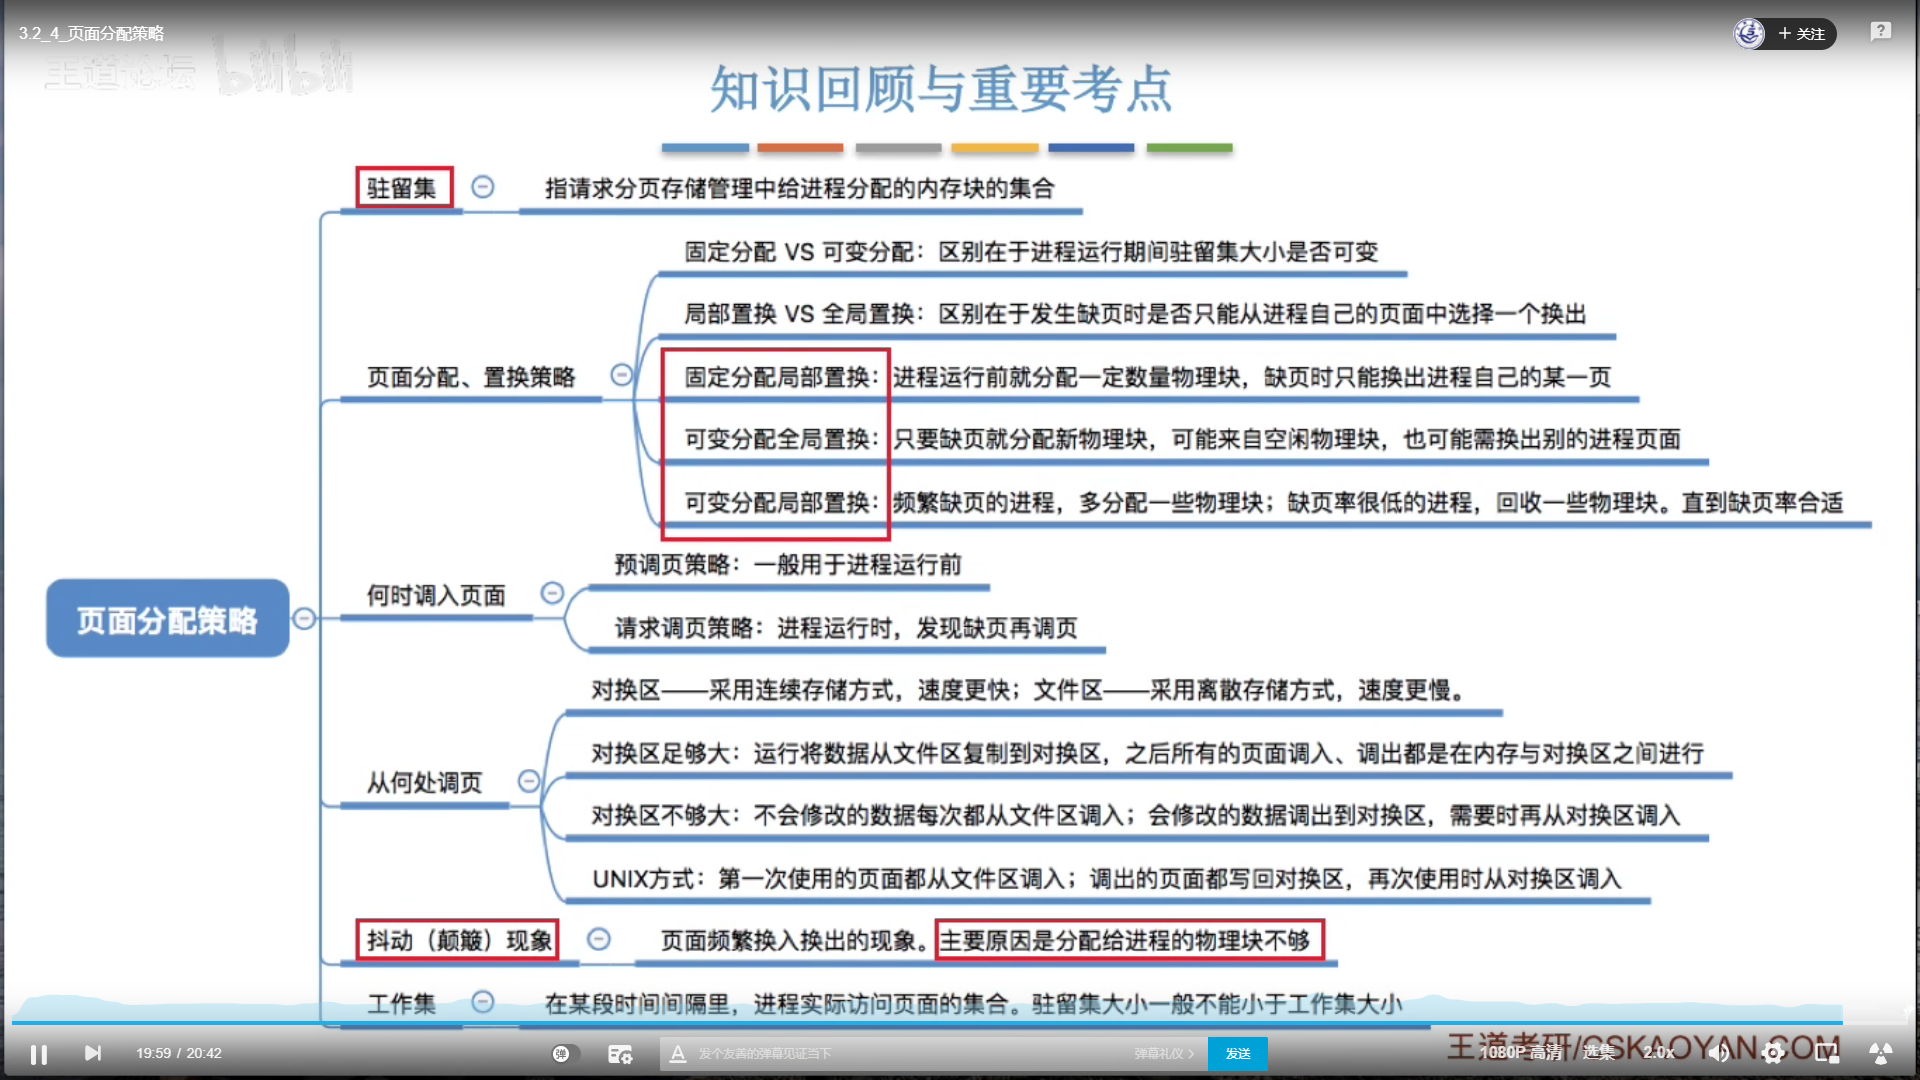 3.2_4_页面分配策略
+ 关注
王道论坛 bilibili
知识回顾与重要考点
驻留集
指请求分页存储管理中给进程分配的内存块的集合
固定分配 VS 可变分配：区别在于进程运行期间驻留集大小是否可变
局部置换 VS 全局置换：区别在于发生缺页时是否只能从进程自己的页面中选择一个换出
页面分配、置换策略
固定分配局部置换：进程运行前就分配一定数量物理块，缺页时只能换出进程自己的某一页
可变分配全局置换：只要缺页就分配新物理块，可能来自空闲物理块，也可能需换出别的进程页面
可变分配局部置换：频繁缺页的进程，多分配一些物理块；缺页率很低的进程，回收一些物理块。直到缺页率合适
页面分配策略
何时调入页面
预调页策略：一般用于进程运行前
请求调页策略：进程运行时，发现缺页再调页
从何处调页
对换区——采用连续存储方式，速度更快；文件区——采用离散存储方式，速度更慢。
对换区足够大：运行将数据从文件区复制到对换区，之后所有的页面调入、调出都是在内存与对换区之间进行
对换区不够大：不会修改的数据每次都从文件区调入；会修改的数据调出到对换区，需要时再从对换区调入
UNIX方式：第一次使用的页面都从文件区调入；调出的页面都写回对换区，再次使用时从对换区调入
抖动（颠簸）现象
页面频繁换入换出的现象。主要原因是分配给进程的物理块不够
工作集
在某段时间间隔里，进程实际访问页面的集合。驻留集大小一般不能小于工作集大小
王道考研/CSKAOYAN.COM
19:59 / 20:42
弹
发个友善的弹幕见证当下
弹幕礼仪 >
发送
1080P 高清
选集
2.0x